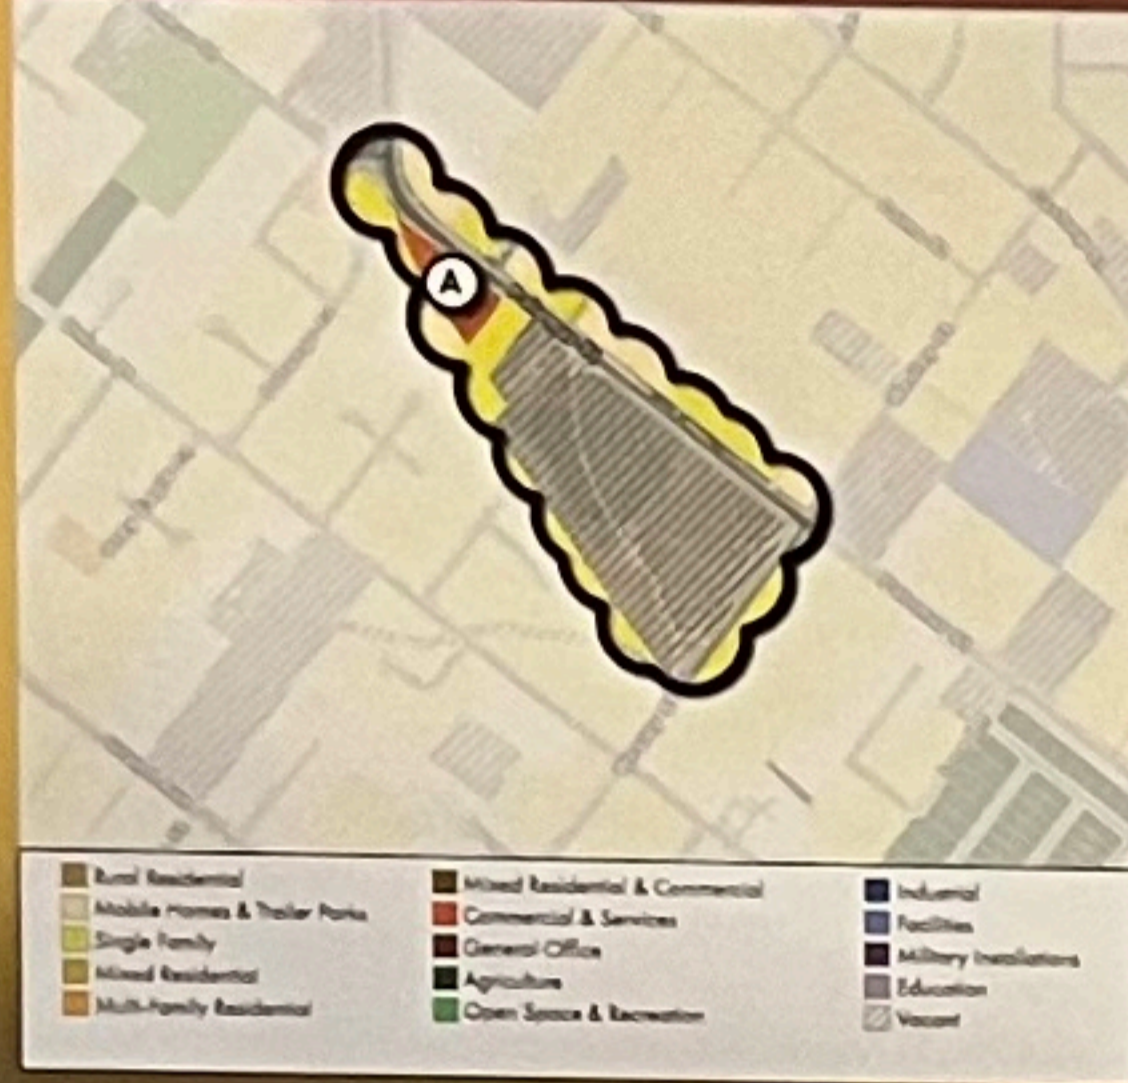 A
Rural Residential
Mobile Homes & Trailer Parks
Single Family
Mixed Residential
Multi-Family Residential
Mixed Residential & Commercial
Commercial & Services
General Office
Agriculture
Open Space & Recreation
Industrial
Facilities
Military Installations
Education
Vacant